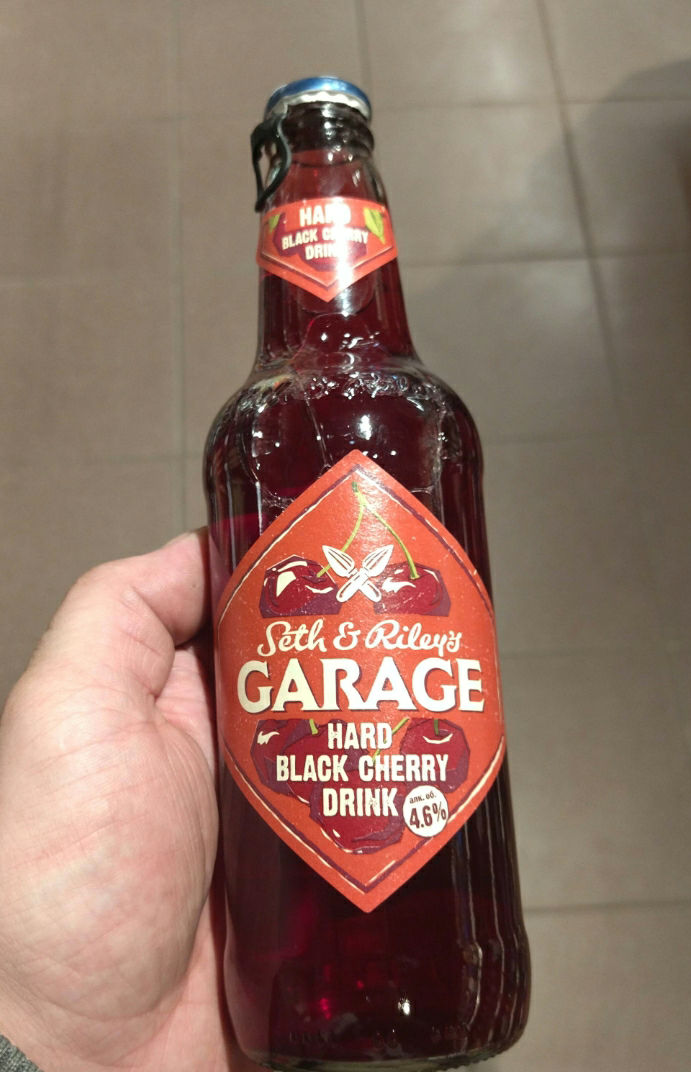 HARD
BLACK CHERRY
DRINK
Seth & Riley's
GARAGE
HARD
BLACK CHERRY
DRINK
алк. об.
4.6%